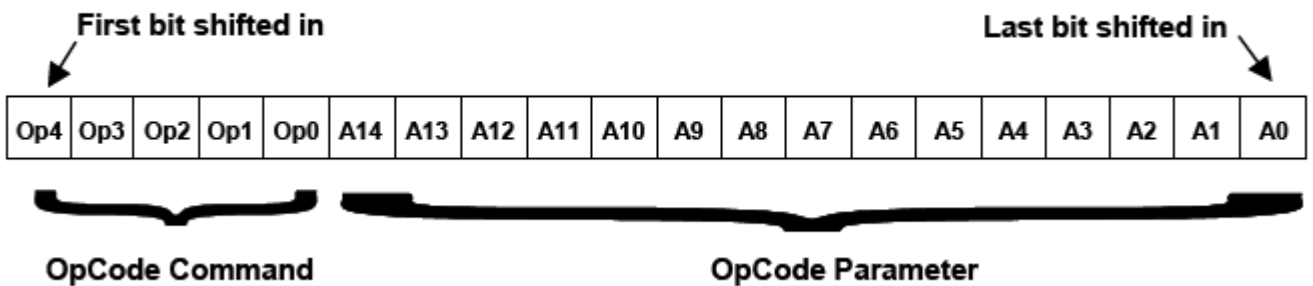 First bit shifted in Last bit shifted in
Op4 Op3 Op2 Op1 Op0 A14 A13 A12 A11 A10 A9 A8 A7 A6 A5 A4 A3 A2 A1 A0
OpCode Command OpCode Parameter